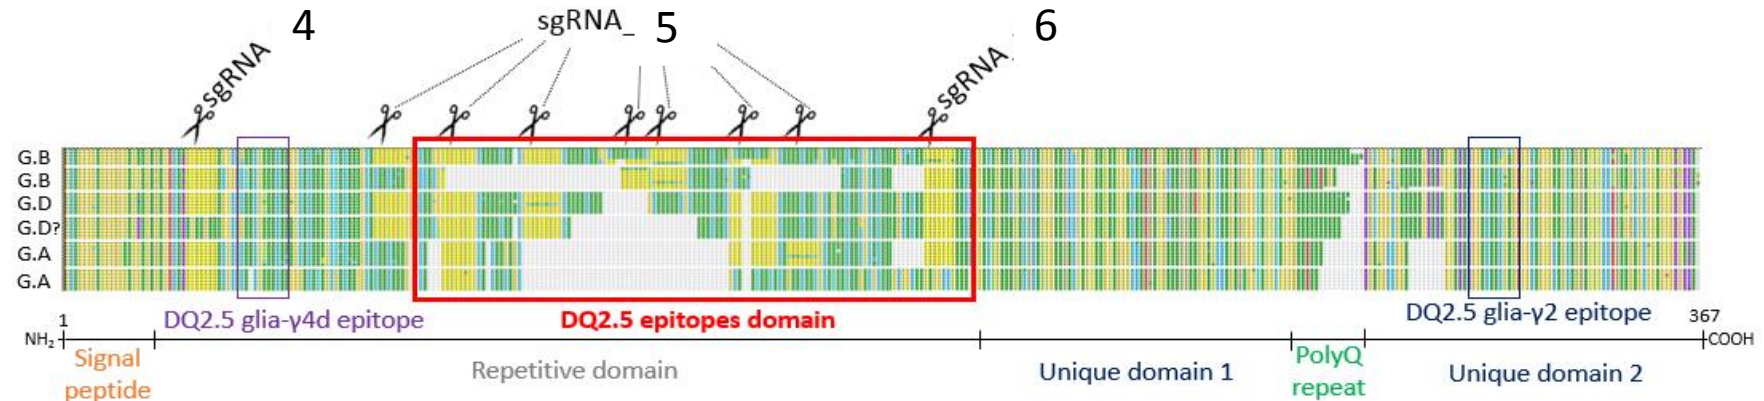 4
sgRNA_ 5
6
sgRNA
sgRNA
G.B
G.B
G.D
G.D?
G.A
G.A
DQ2.5 glia-γ4d epitope
DQ2.5 epitopes domain
DQ2.5 glia-γ2 epitope
1
367
NH₂
COOH
Signal
peptide
Repetitive domain
Unique domain 1
PolyQ
repeat
Unique domain 2